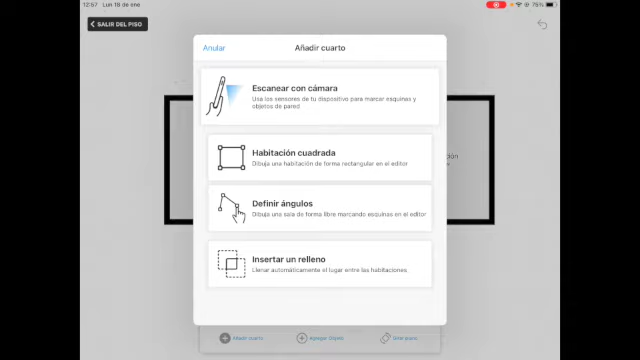 12:57 Lun 18 de ene
75%
SALIR DEL PISO
Anular
Añadir cuarto
Escanear con cámara
Usa los sensores de tu dispositivo para marcar esquinas y
objetos de pared
Habitación cuadrada
Dibuja una habitación de forma rectangular en el editor
Definir ángulos
Dibuja una sala de forma libre marcando esquinas en el editor
Insertar un relleno
Llenar automáticamente el lugar entre las habitaciones.
Añadir cuarto
Agregar objeto